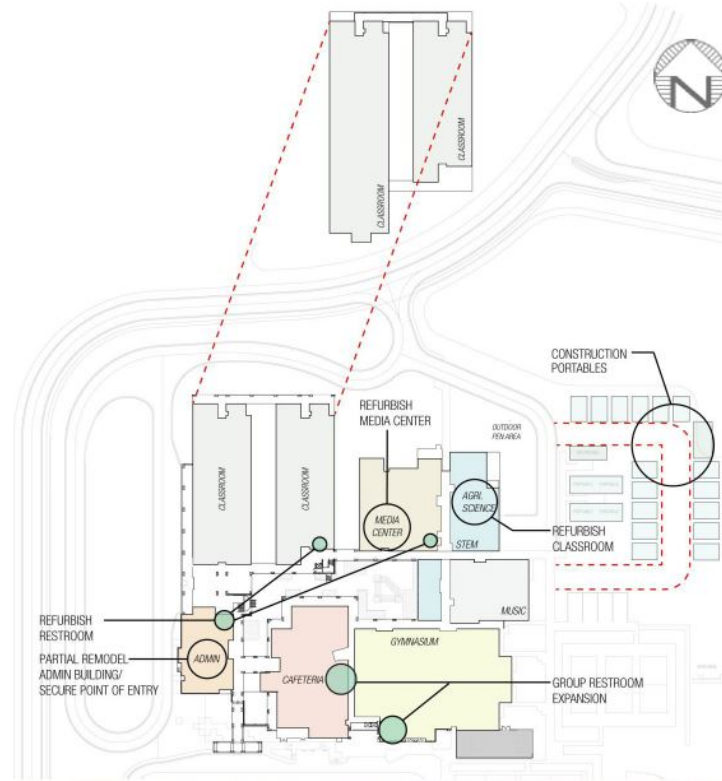 CLASSROOM
CLASSROOM
N
CONSTRUCTION
PORTABLES
REFURBISH
MEDIA CENTER
OUTDOOR
PEN AREA
CLASSROOM
CLASSROOM
MEDIA
CENTER
AGRI.
SCIENCE
STEM
REFURBISH
CLASSROOM
MUSIC
REFURBISH
RESTROOM
GYMNASIUM
ADMIN
PARTIAL REMODEL
ADMIN BUILDING/
SECURE POINT OF ENTRY
CAFETERIA
GROUP RESTROOM
EXPANSION